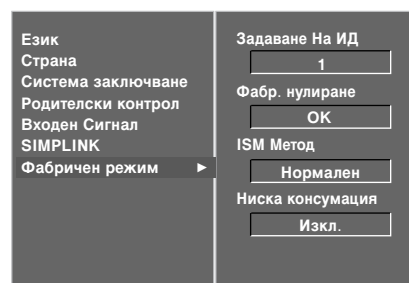 Език
Страна
Система заключване
Родителски контрол
Входен Сигнал
SIMPLINK
Фабричен режим ►
Задаване На ИД
1
Фабр. нулиране
OK
ISM Метод
Нормален
Ниска консумация
Изкл.